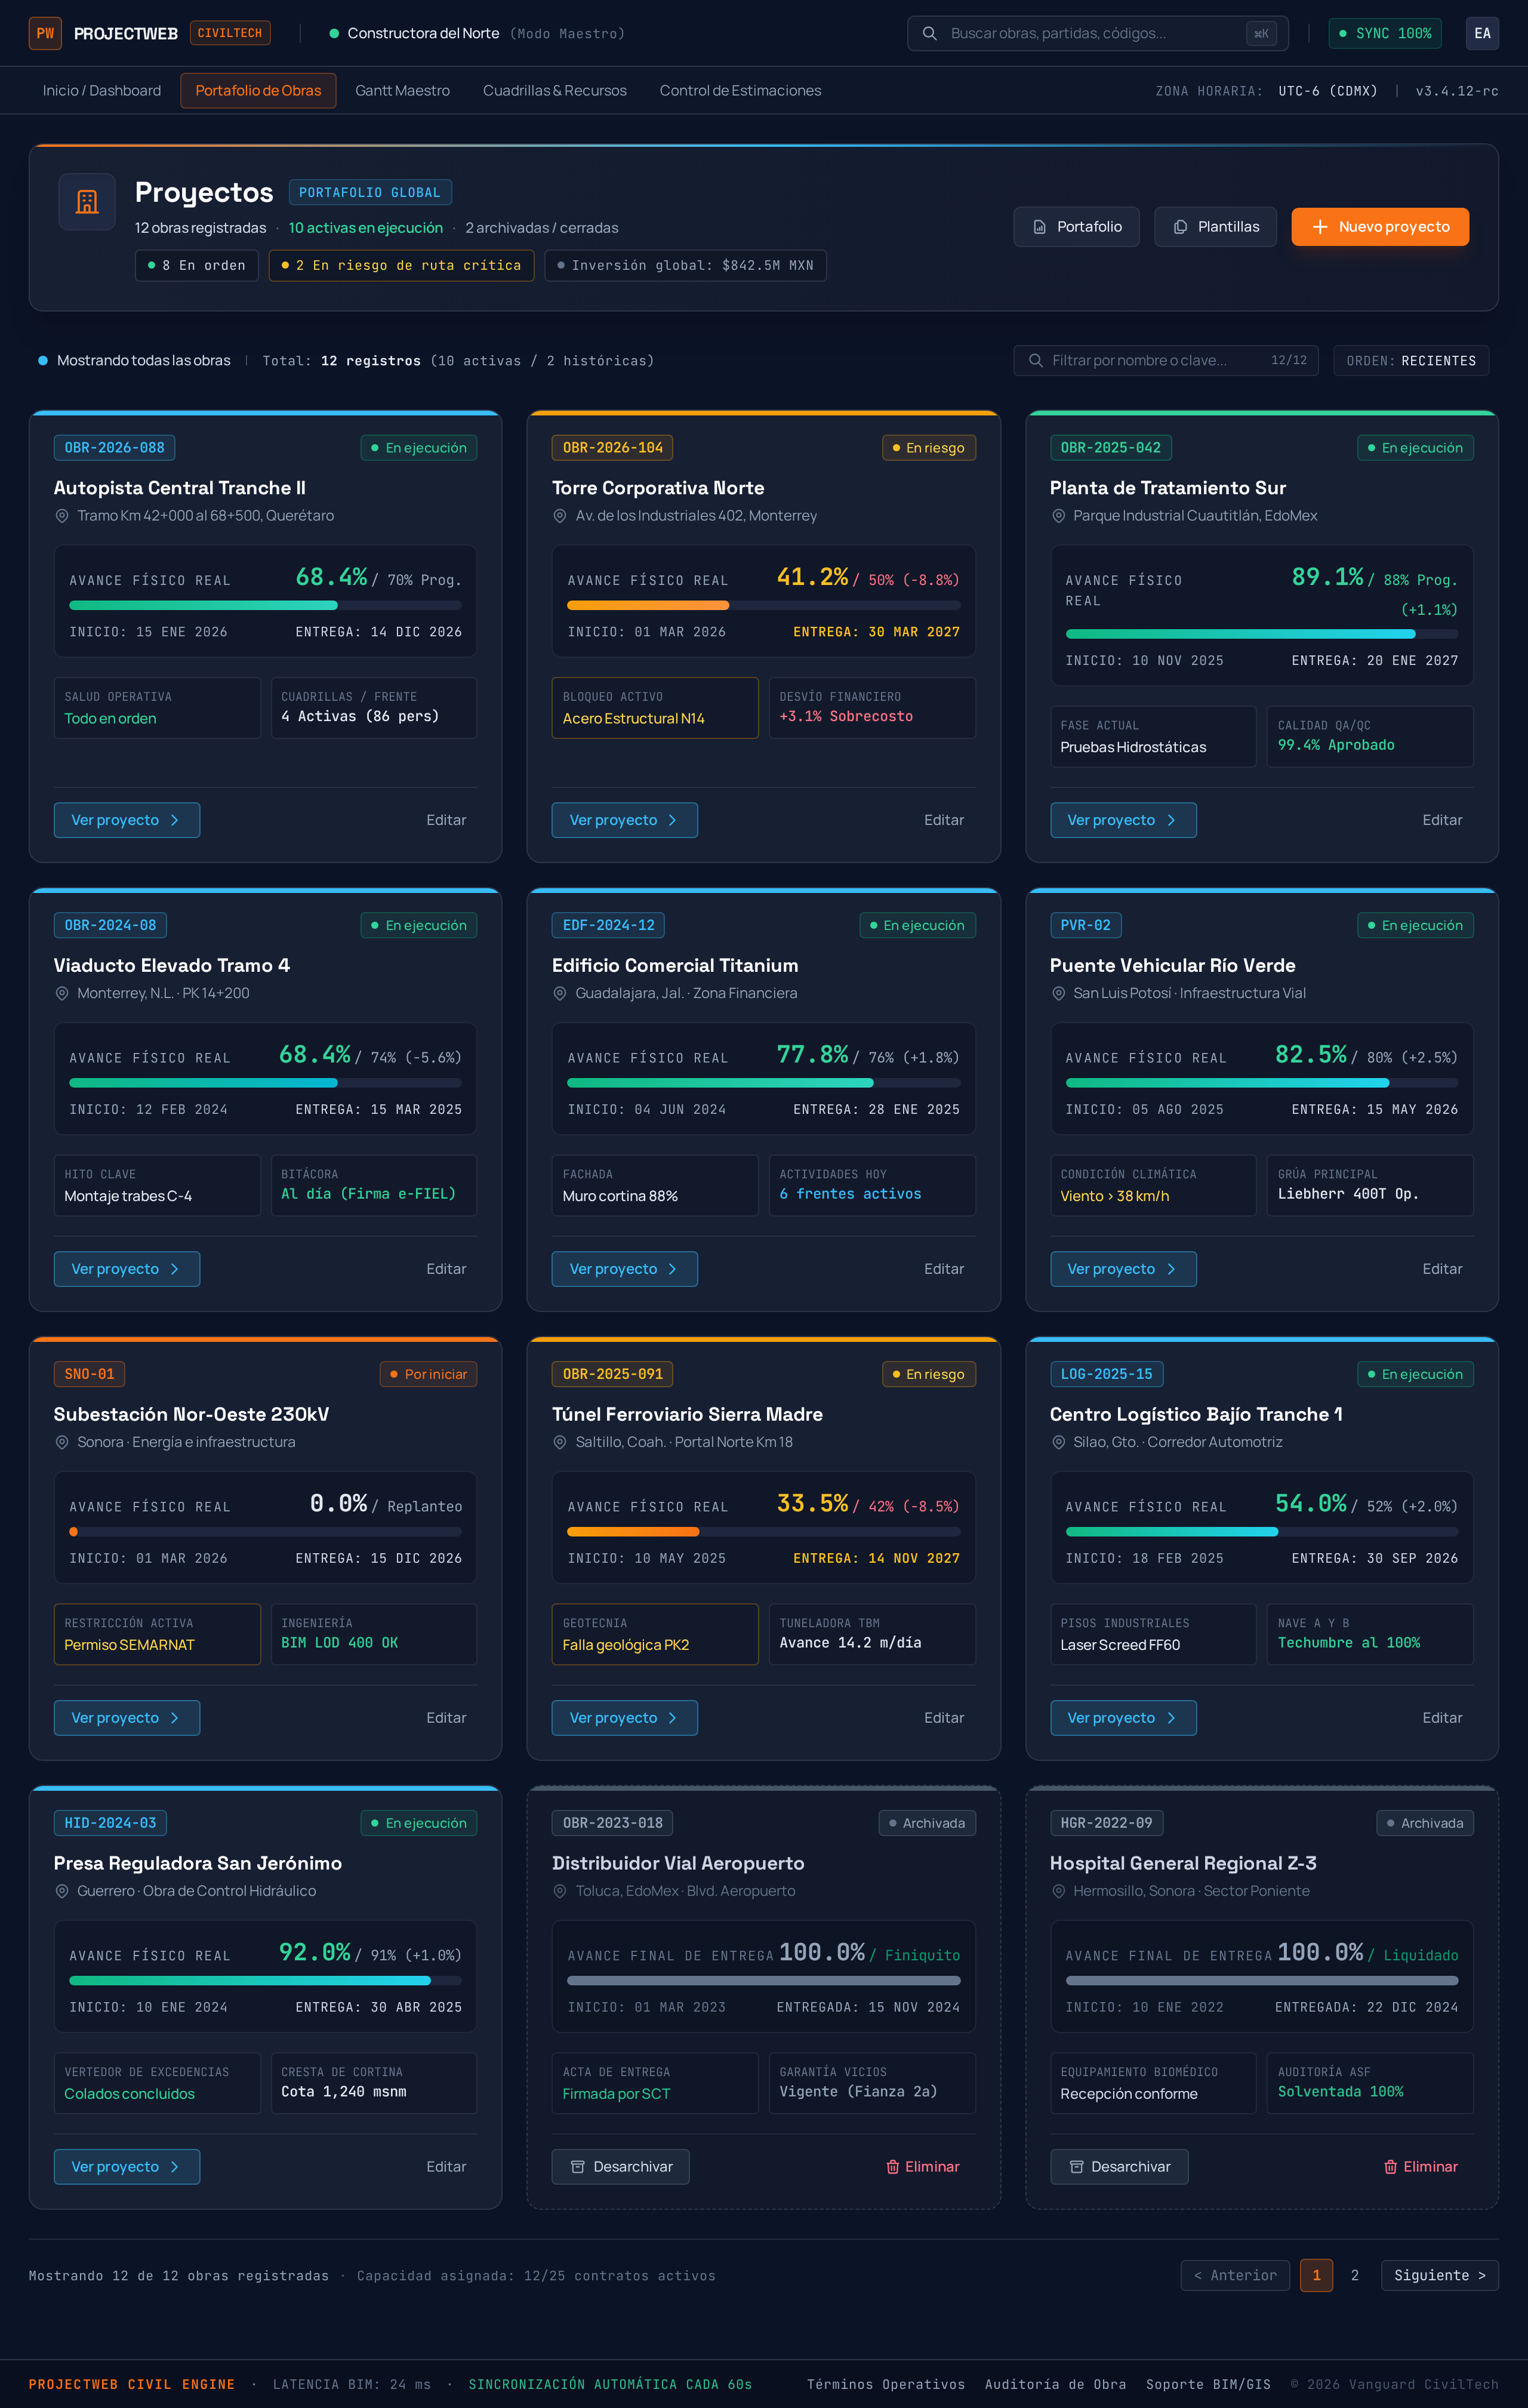 PW PROJECTWEB CIVILTECH Constructora del Norte (Modo Maestro) Buscar obras, partidas, códigos... ⌘K SYNC 100% EA
Inicio / Dashboard Portafolio de Obras Gantt Maestro Cuadrillas & Recursos Control de Estimaciones ZONA HORARIA: UTC-6 (CDMX) | v3.4.12-rc
Proyectos PORTAFOLIO GLOBAL
12 obras registradas · 10 activas en ejecución · 2 archivadas / cerradas
8 En orden 2 En riesgo de ruta crítica Inversión global: $842.5M MXN
Portafolio Plantillas Nuevo proyecto
Mostrando todas las obras | Total: 12 registros (10 activas / 2 históricas) Filtrar por nombre o clave... 12/12 ORDEN: RECIENTES
OBR-2026-088 En ejecución
Autopista Central Tranche II
Tramo Km 42+000 al 68+500, Querétaro
AVANCE FÍSICO REAL 68.4% / 70% Prog.
INICIO: 15 ENE 2026 ENTREGA: 14 DIC 2026
SALUD OPERATIVA CUADRILLAS / FRENTE
Todo en orden 4 Activas (86 pers)
Ver proyecto Editar
OBR-2026-104 En riesgo
Torre Corporativa Norte
Av. de los Industriales 402, Monterrey
AVANCE FÍSICO REAL 41.2% / 50% (-8.8%)
INICIO: 01 MAR 2026 ENTREGA: 30 MAR 2027
BLOQUEO ACTIVO DESVÍO FINANCIERO
Acero Estructural N14 +3.1% Sobrecosto
Ver proyecto Editar
OBR-2025-042 En ejecución
Planta de Tratamiento Sur
Parque Industrial Cuautitlán, EdoMex
AVANCE FÍSICO 89.1% / 88% Prog.
REAL (+1.1%)
INICIO: 10 NOV 2025 ENTREGA: 20 ENE 2027
FASE ACTUAL CALIDAD QA/QC
Pruebas Hidrostáticas 99.4% Aprobado
Ver proyecto Editar
OBR-2024-08 En ejecución
Viaducto Elevado Tramo 4
Monterrey, N.L. · PK 14+200
AVANCE FÍSICO REAL 68.4% / 74% (-5.6%)
INICIO: 12 FEB 2024 ENTREGA: 15 MAR 2025
HITO CLAVE BITÁCORA
Montaje trabes C-4 Al día (Firma e-FIEL)
Ver proyecto Editar
EDF-2024-12 En ejecución
Edificio Comercial Titanium
Guadalajara, Jal. · Zona Financiera
AVANCE FÍSICO REAL 77.8% / 76% (+1.8%)
INICIO: 04 JUN 2024 ENTREGA: 28 ENE 2025
FACHADA ACTIVIDADES HOY
Muro cortina 88% 6 frentes activos
Ver proyecto Editar
PVR-02 En ejecución
Puente Vehicular Río Verde
San Luis Potosí · Infraestructura Vial
AVANCE FÍSICO REAL 82.5% / 80% (+2.5%)
INICIO: 05 AGO 2025 ENTREGA: 15 MAY 2026
CONDICIÓN CLIMÁTICA GRÚA PRINCIPAL
Viento > 38 km/h Liebherr 400T Op.
Ver proyecto Editar
SNO-01 Por iniciar
Subestación Nor-Oeste 230kV
Sonora · Energía e infraestructura
AVANCE FÍSICO REAL 0.0% / Replanteo
INICIO: 01 MAR 2026 ENTREGA: 15 DIC 2026
RESTRICCIÓN ACTIVA INGENIERÍA
Permiso SEMARNAT BIM LOD 400 OK
Ver proyecto Editar
OBR-2025-091 En riesgo
Túnel Ferroviario Sierra Madre
Saltillo, Coah. · Portal Norte Km 18
AVANCE FÍSICO REAL 33.5% / 42% (-8.5%)
INICIO: 10 MAY 2025 ENTREGA: 14 NOV 2027
GEOTECNIA TUNELADORA TBM
Falla geológica PK2 Avance 14.2 m/día
Ver proyecto Editar
LOG-2025-15 En ejecución
Centro Logístico Bajío Tranche 1
Silao, Gto. · Corredor Automotriz
AVANCE FÍSICO REAL 54.0% / 52% (+2.0%)
INICIO: 18 FEB 2025 ENTREGA: 30 SEP 2026
PISOS INDUSTRIALES NAVE A Y B
Laser Screed FF60 Techumbre al 100%
Ver proyecto Editar
HID-2024-03 En ejecución
Presa Reguladora San Jerónimo
Guerrero · Obra de Control Hidráulico
AVANCE FÍSICO REAL 92.0% / 91% (+1.0%)
INICIO: 10 ENE 2024 ENTREGA: 30 ABR 2025
VERTEDOR DE EXCEDENCIAS CRESTA DE CORTINA
Colados concluidos Cota 1,240 msnm
Ver proyecto Editar
OBR-2023-018 Archivada
Distribuidor Vial Aeropuerto
Toluca, EdoMex · Blvd. Aeropuerto
AVANCE FINAL DE ENTREGA 100.0% / Finiquito
INICIO: 01 MAR 2023 ENTREGADA: 15 NOV 2024
ACTA DE ENTREGA GARANTÍA VICIOS
Firmada por SCT Vigente (Fianza 2a)
Desarchivar Eliminar
HGR-2022-09 Archivada
Hospital General Regional Z-3
Hermosillo, Sonora · Sector Poniente
AVANCE FINAL DE ENTREGA 100.0% / Liquidado
INICIO: 10 ENE 2022 ENTREGADA: 22 DIC 2024
EQUIPAMIENTO BIOMÉDICO AUDITORÍA ASF
Recepción conforme Solventada 100%
Desarchivar Eliminar
Mostrando 12 de 12 obras registradas · Capacidad asignada: 12/25 contratos activos < Anterior 1 2 Siguiente >
PROJECTWEB CIVIL ENGINE · LATENCIA BIM: 24 ms · SINCRONIZACIÓN AUTOMÁTICA CADA 60s Términos Operativos Auditoría de Obra Soporte BIM/GIS © 2026 Vanguard CivilTech